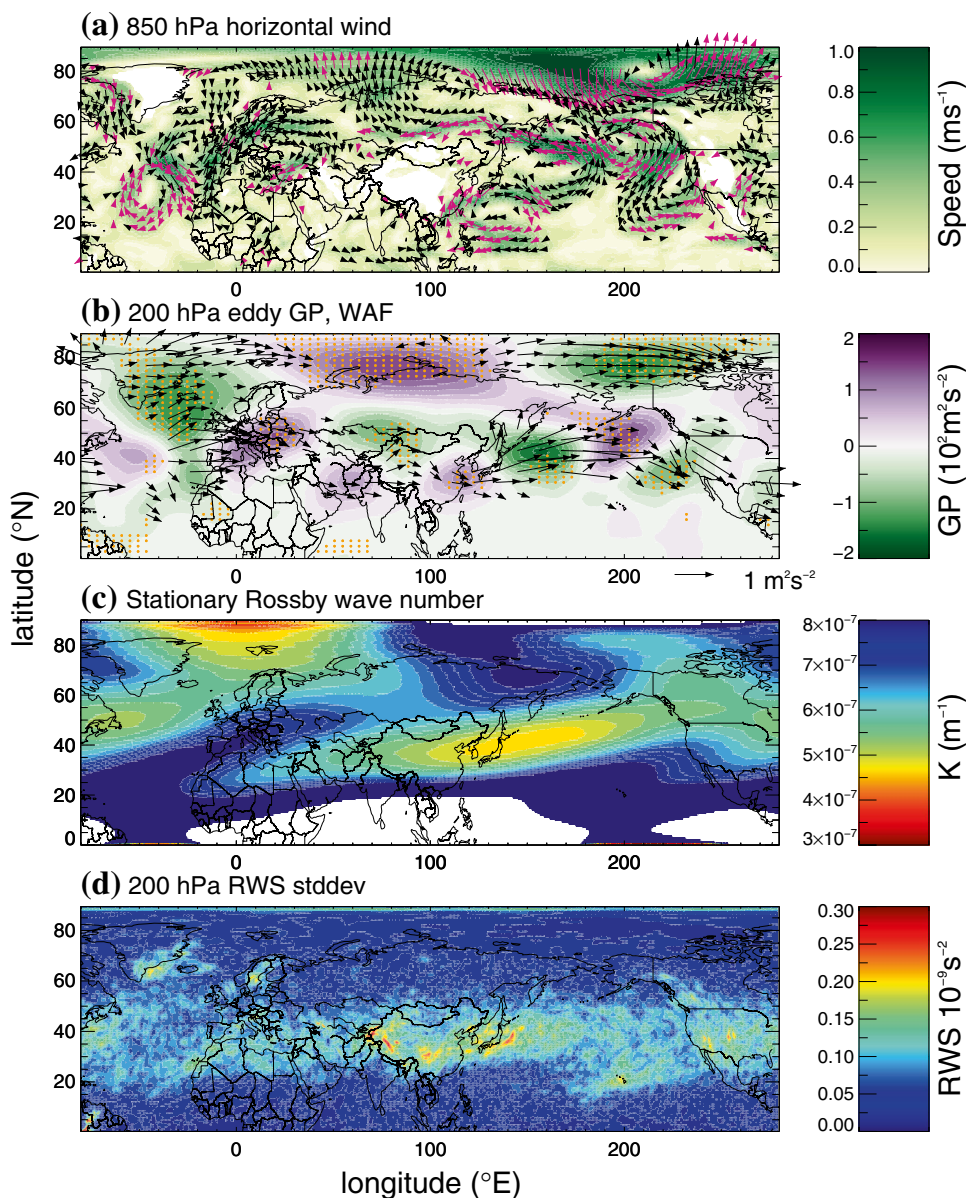 (a) 850 hPa horizontal wind
80
60
40
20
0 100 200
1.0
0.8
0.6
0.4
0.2
0.0
Speed (ms⁻¹)
(b) 200 hPa eddy GP, WAF
80
60
40
20
0 100 200
1 m²s⁻²
2
1
0
−1
−2
GP (10²m²s⁻²)
(c) Stationary Rossby wave number
80
60
40
20
0
0 100 200
8×10⁻⁷
7×10⁻⁷
6×10⁻⁷
5×10⁻⁷
4×10⁻⁷
3×10⁻⁷
K (m⁻¹)
(d) 200 hPa RWS stddev
80
60
40
20
0 100 200
0.30
0.25
0.20
0.15
0.10
0.05
0.00
RWS 10⁻⁹s⁻²
latitude (°N)
longitude (°E)